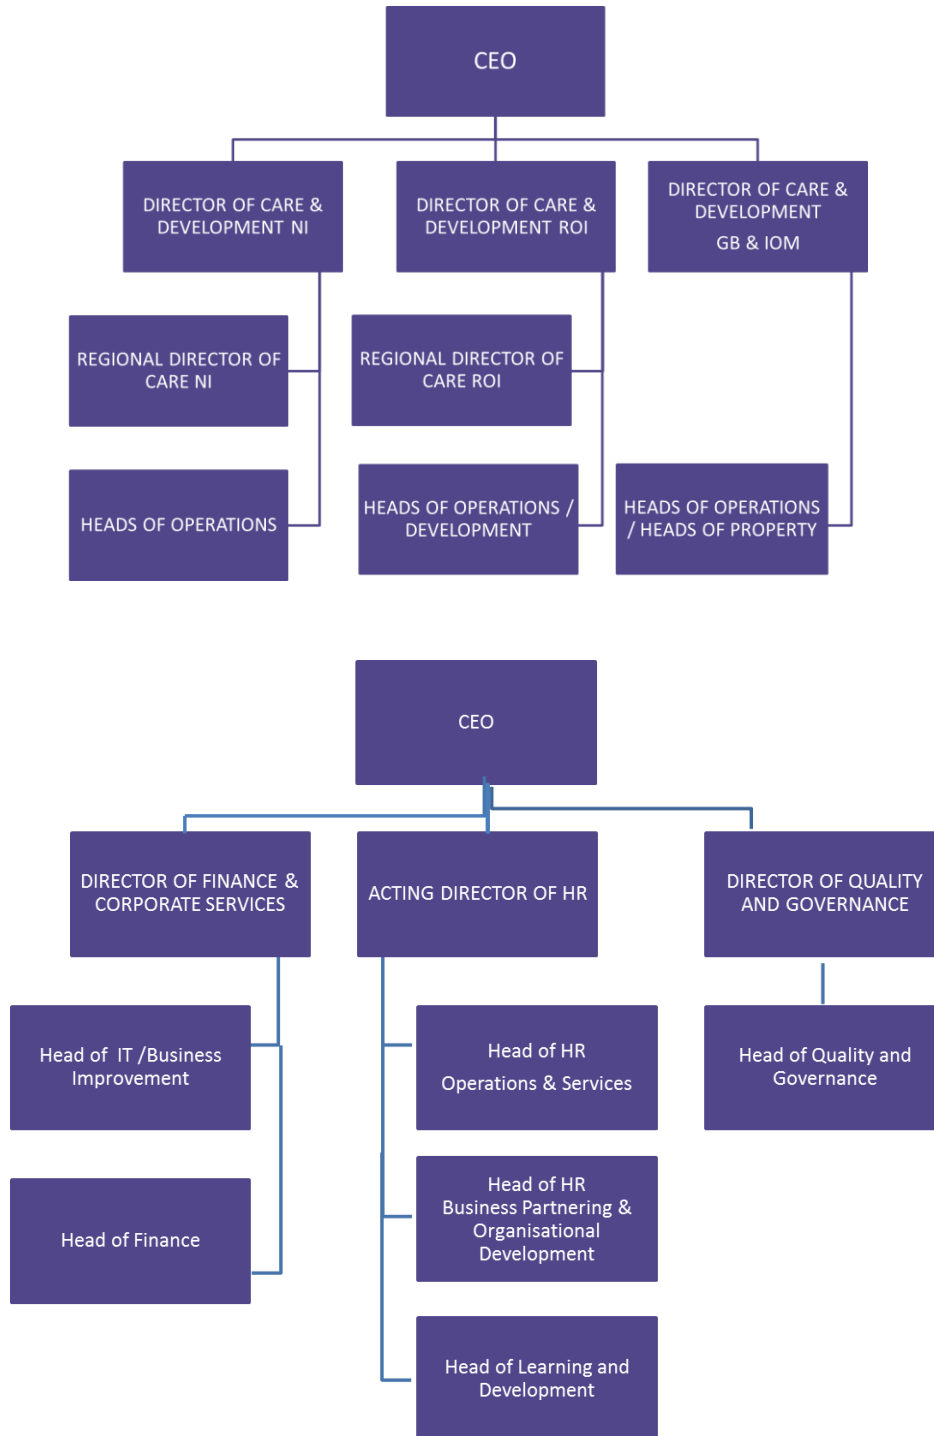 CEO
DIRECTOR OF CARE &
DEVELOPMENT NI
DIRECTOR OF CARE &
DEVELOPMENT ROI
DIRECTOR OF CARE &
DEVELOPMENT
GB & IOM
REGIONAL DIRECTOR OF
CARE NI
REGIONAL DIRECTOR OF
CARE ROI
HEADS OF OPERATIONS
HEADS OF OPERATIONS /
DEVELOPMENT
HEADS OF OPERATIONS
/ HEADS OF PROPERTY
CEO
DIRECTOR OF FINANCE &
CORPORATE SERVICES
ACTING DIRECTOR OF HR
DIRECTOR OF QUALITY
AND GOVERNANCE
Head of IT /Business
Improvement
Head of HR
Operations & Services
Head of Quality and
Governance
Head of Finance
Head of HR
Business Partnering &
Organisational
Development
Head of Learning and
Development